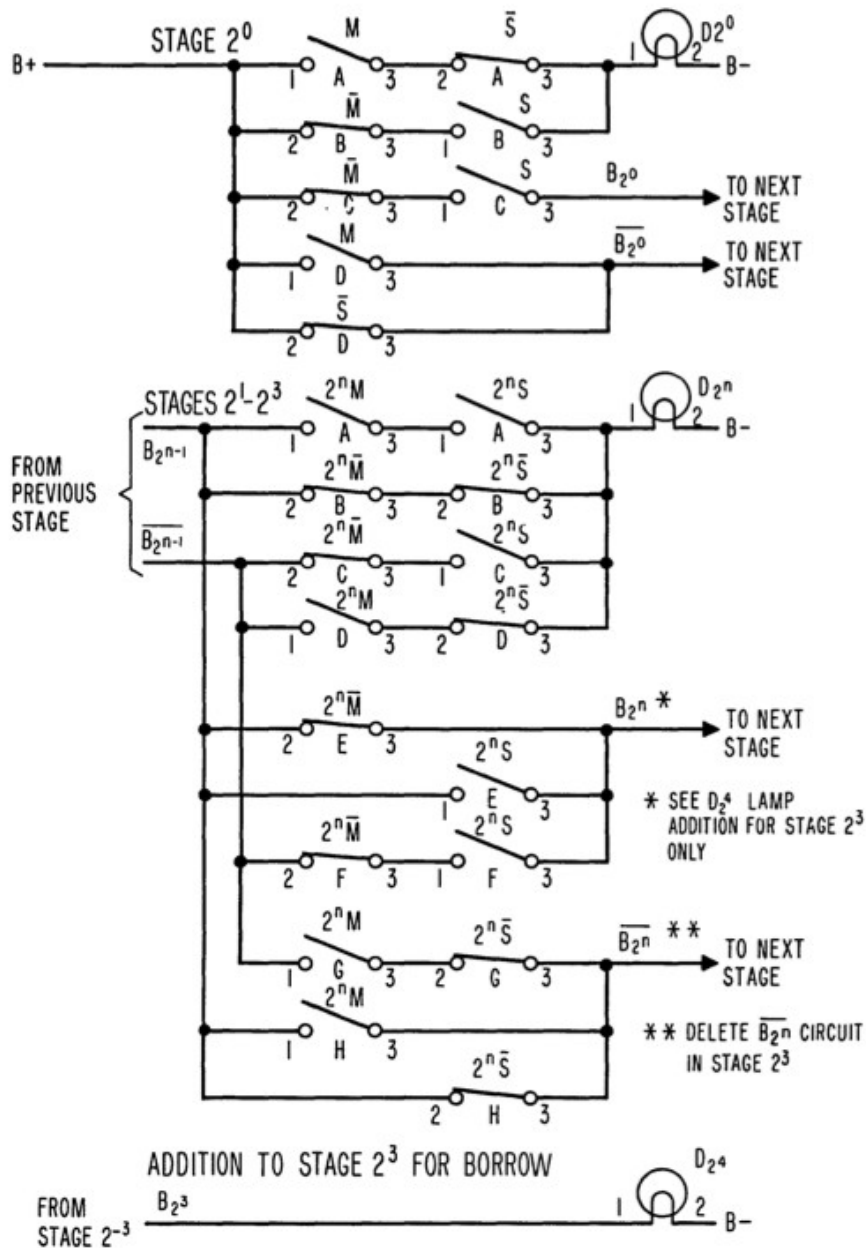 STAGE 2⁰
M
S̄
D2⁰
B+
1 A 3 2 A 3
1 2 B-
M̄
S
2 B 3 1 B 3
M̄
S
B₂⁰
TO NEXT
STAGE
2 C 3 1 C 3
M
B̅₂̅⁰̅
TO NEXT
STAGE
1 D 3
S̄
2 D 3
STAGES 2¹-2³
2ⁿM
2ⁿS
D₂ⁿ
1 A 3 1 A 3
1 2 B-
B₂ⁿ⁻¹
FROM
PREVIOUS
STAGE
2ⁿM̄
2ⁿS̄
2 B 3 2 B 3
B̅₂̅ⁿ̅⁻̅¹̅
2ⁿM̄
2ⁿS
2 C 3 1 C 3
2ⁿM
2ⁿS̄
1 D 3 2 D 3
2ⁿM̄
B₂ⁿ *
TO NEXT
STAGE
2 E 3
2ⁿS
1 E 3
* SEE D₂⁴ LAMP
ADDITION FOR STAGE 2³
ONLY
2ⁿM̄
2ⁿS
2 F 3 1 F 3
2ⁿM
2ⁿS̄
B̅₂̅ⁿ̅ **
TO NEXT
STAGE
1 G 3 2 G 3
2ⁿM
1 H 3
** DELETE B̅₂̅ⁿ̅ CIRCUIT
IN STAGE 2³
2ⁿS̄
2 H 3
ADDITION TO STAGE 2³ FOR BORROW
D₂⁴
FROM
STAGE 2⁻³
B₂³
1 2 B-